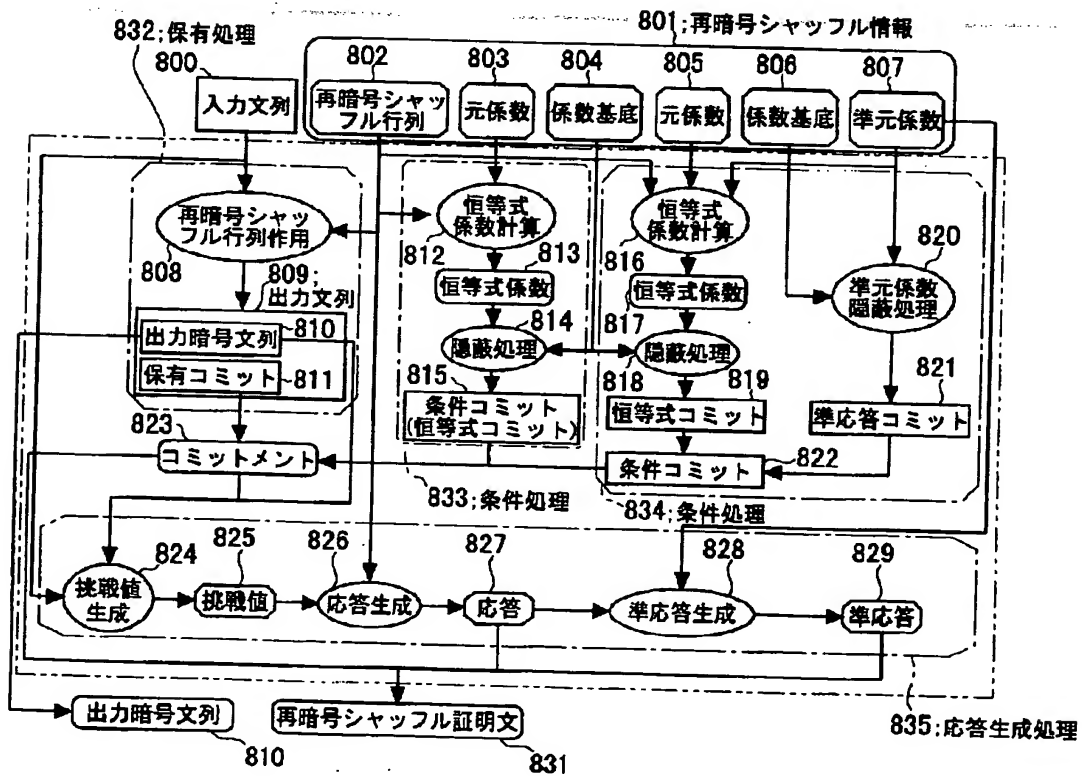 801;再暗号シャッフル情報
832;保有処理
800
802
803
804
805
806
807
入力文列
再暗号シャッ
フル行列
元係数
係数基底
元係数
係数基底
準元係数
再暗号シャッ
フル行列作用
808
恒等式
係数計算
812
恒等式
係数計算
816
820
準元係数
隠蔽処理
809;
出力文列
813
恒等式係数
恒等式係数
817
出力暗号文列
810
814
隠蔽処理
隠蔽処理
818
保有コミット
811
815
条件コミット
(恒等式コミット)
819
恒等式コミット
821
準応答コミット
823
コミットメント
条件コミット
822
833;条件処理
834;条件処理
824
挑戦値
生成
825
挑戦値
826
応答生成
827
応答
828
準応答生成
829
準応答
出力暗号文列
810
再暗号シャッフル証明文
831
835;応答生成処理